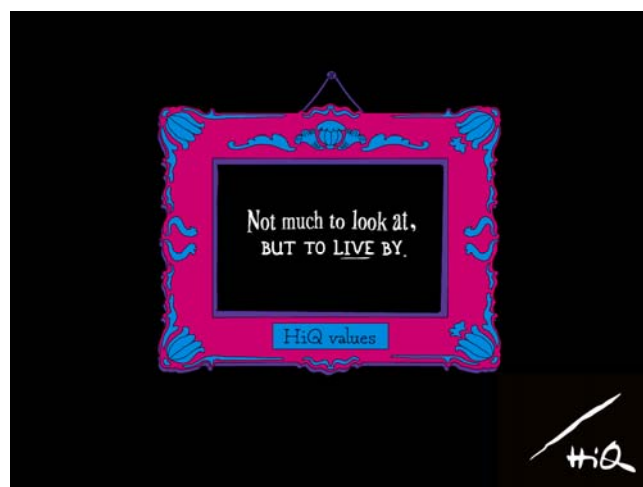 Not much to look at,
BUT TO LIVE BY.
HiQ values
HiQ